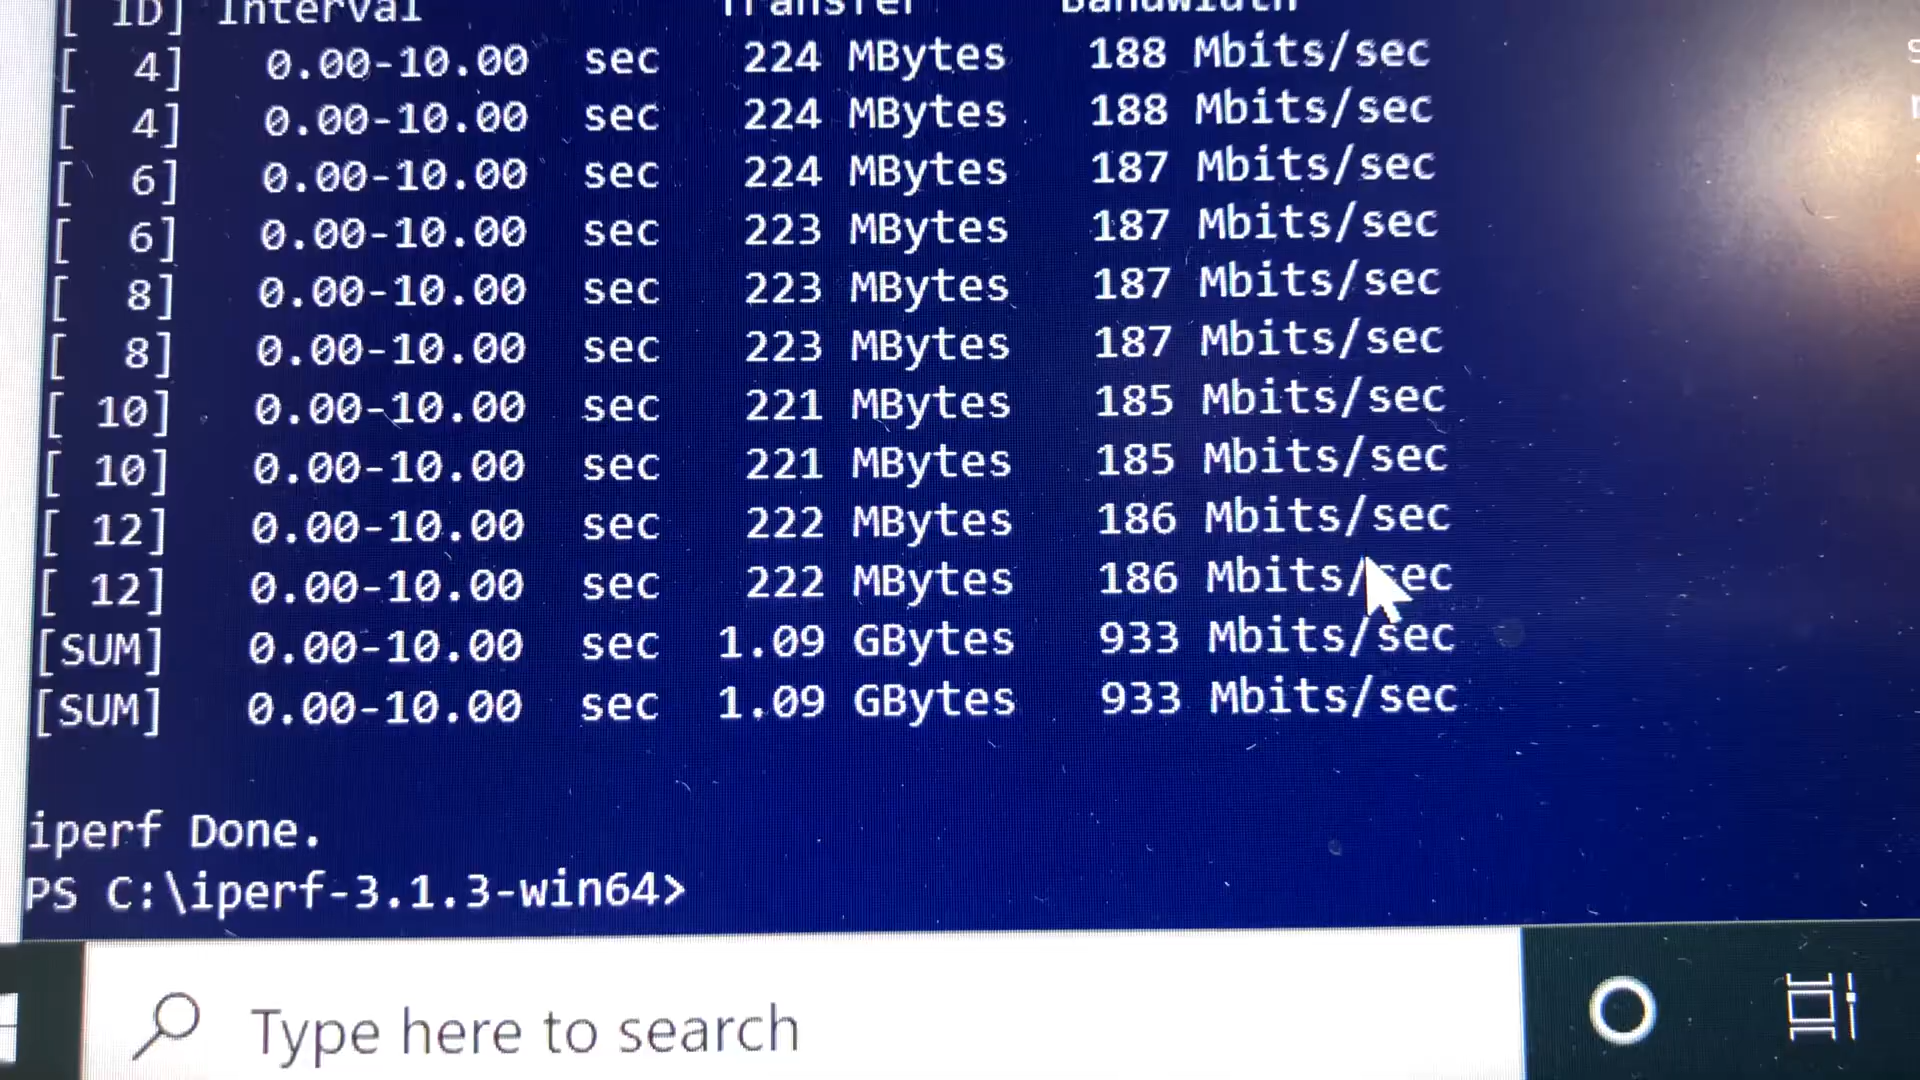 [ ID] Interval Transfer Bandwidth
[ 4] 0.00-10.00 sec 224 MBytes 188 Mbits/sec
[ 4] 0.00-10.00 sec 224 MBytes 188 Mbits/sec
[ 6] 0.00-10.00 sec 224 MBytes 187 Mbits/sec
[ 6] 0.00-10.00 sec 223 MBytes 187 Mbits/sec
[ 8] 0.00-10.00 sec 223 MBytes 187 Mbits/sec
[ 8] 0.00-10.00 sec 223 MBytes 187 Mbits/sec
[ 10] 0.00-10.00 sec 221 MBytes 185 Mbits/sec
[ 10] 0.00-10.00 sec 221 MBytes 185 Mbits/sec
[ 12] 0.00-10.00 sec 222 MBytes 186 Mbits/sec
[ 12] 0.00-10.00 sec 222 MBytes 186 Mbits/sec
[SUM] 0.00-10.00 sec 1.09 GBytes 933 Mbits/sec
[SUM] 0.00-10.00 sec 1.09 GBytes 933 Mbits/sec
iperf Done.
PS C:\iperf-3.1.3-win64>
Type here to search